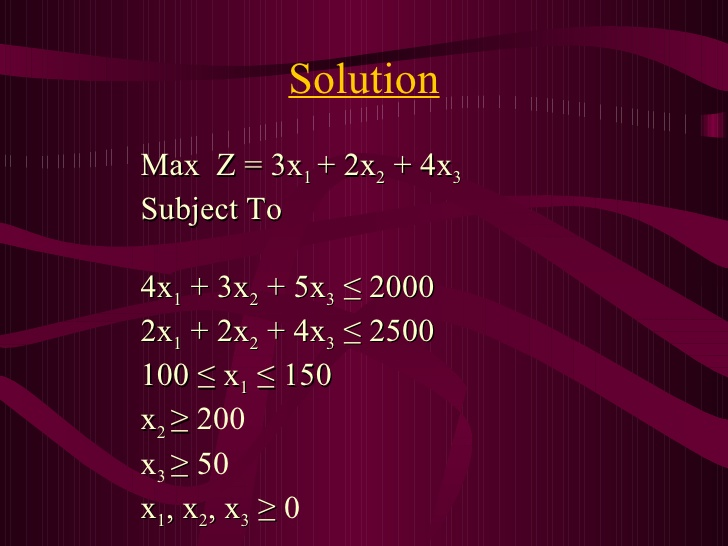 Solution
Max Z = 3x₁ + 2x₂ + 4x₃
Subject To
4x₁ + 3x₂ + 5x₃ ≤ 2000
2x₁ + 2x₂ + 4x₃ ≤ 2500
100 ≤ x₁ ≤ 150
x₂ ≥ 200
x₃ ≥ 50
x₁, x₂, x₃ ≥ 0